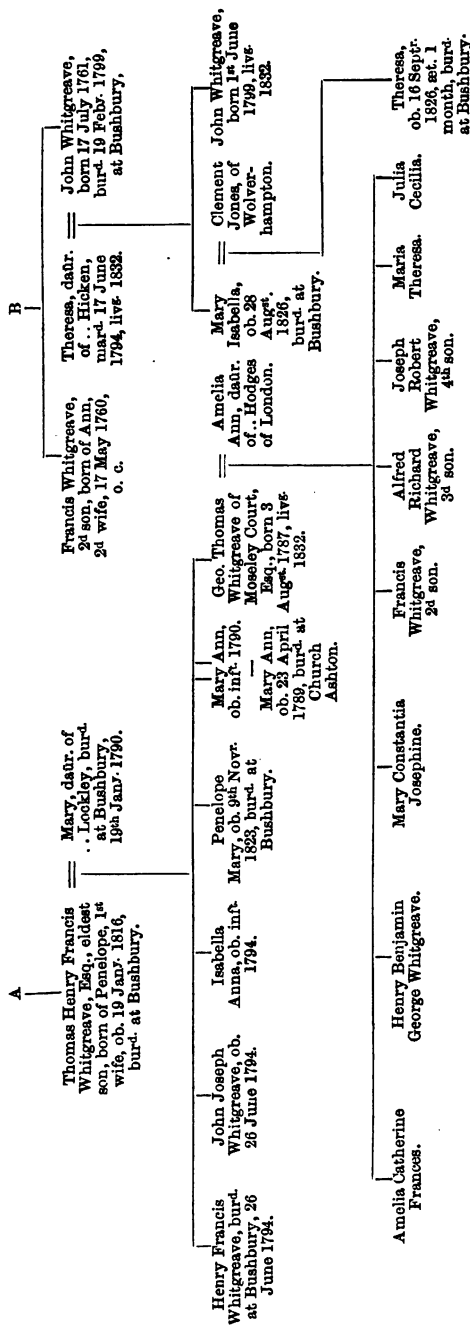 A
Thomas Henry Francis
Whitgreave, Esq., eldest
son, born of Penelope, 1st
wife, ob. 19 Jany. 1816,
burd. at Bushbury.
Mary, daūr. of
.. Lockley, burd.
at Bushbury,
19th Jany. 1790.
B
Francis Whitgreave,
2d son, born of Ann,
2d wife, 17 May 1760,
o. c.
Theresa, daūr.
of .. Hicken,
mard. 17 June
1794, livg. 1832.
John Whitgreave,
born 17 July 1761,
burd. 19 Feby. 1799,
at Bushbury.
Henry Francis
Whitgreave, burd.
at Bushbury, 26
June 1794.
John Joseph
Whitgreave, ob.
26 June 1794.
Isabella
Anna, ob. inft.
1794.
Penelope
Mary, ob. 9th Novr.
1823, burd. at
Bushbury.
Mary Ann,
ob. inft. 1790.
Mary Ann,
ob. 23 April
1789, burd. at
Church
Ashton.
Geo. Thomas
Whitgreave of
Moseley Court,
Esq., born 3
Augst. 1787, livg.
1832.
Amelia
Ann, daūr.
of .. Hodges
of London.
Mary
Isabella,
ob. 28
Augst.
1826,
burd. at
Bushbury.
Clement
Jones, of
Wolver-
hampton.
John Whitgreave,
born 1st June
1799, livg.
1832.
Amelia Catherine
Frances.
Henry Benjamin
George Whitgreave.
Mary Constantia
Josephine.
Francis
Whitgreave,
2d son.
Alfred
Richard
Whitgreave,
3d son.
Joseph
Robert
Whitgreave,
4th son.
Maria
Theresa.
Julia
Cecilia.
Theresa,
ob. 16 Septr.
1826, æt. 1
month, burd.
at Bushbury.